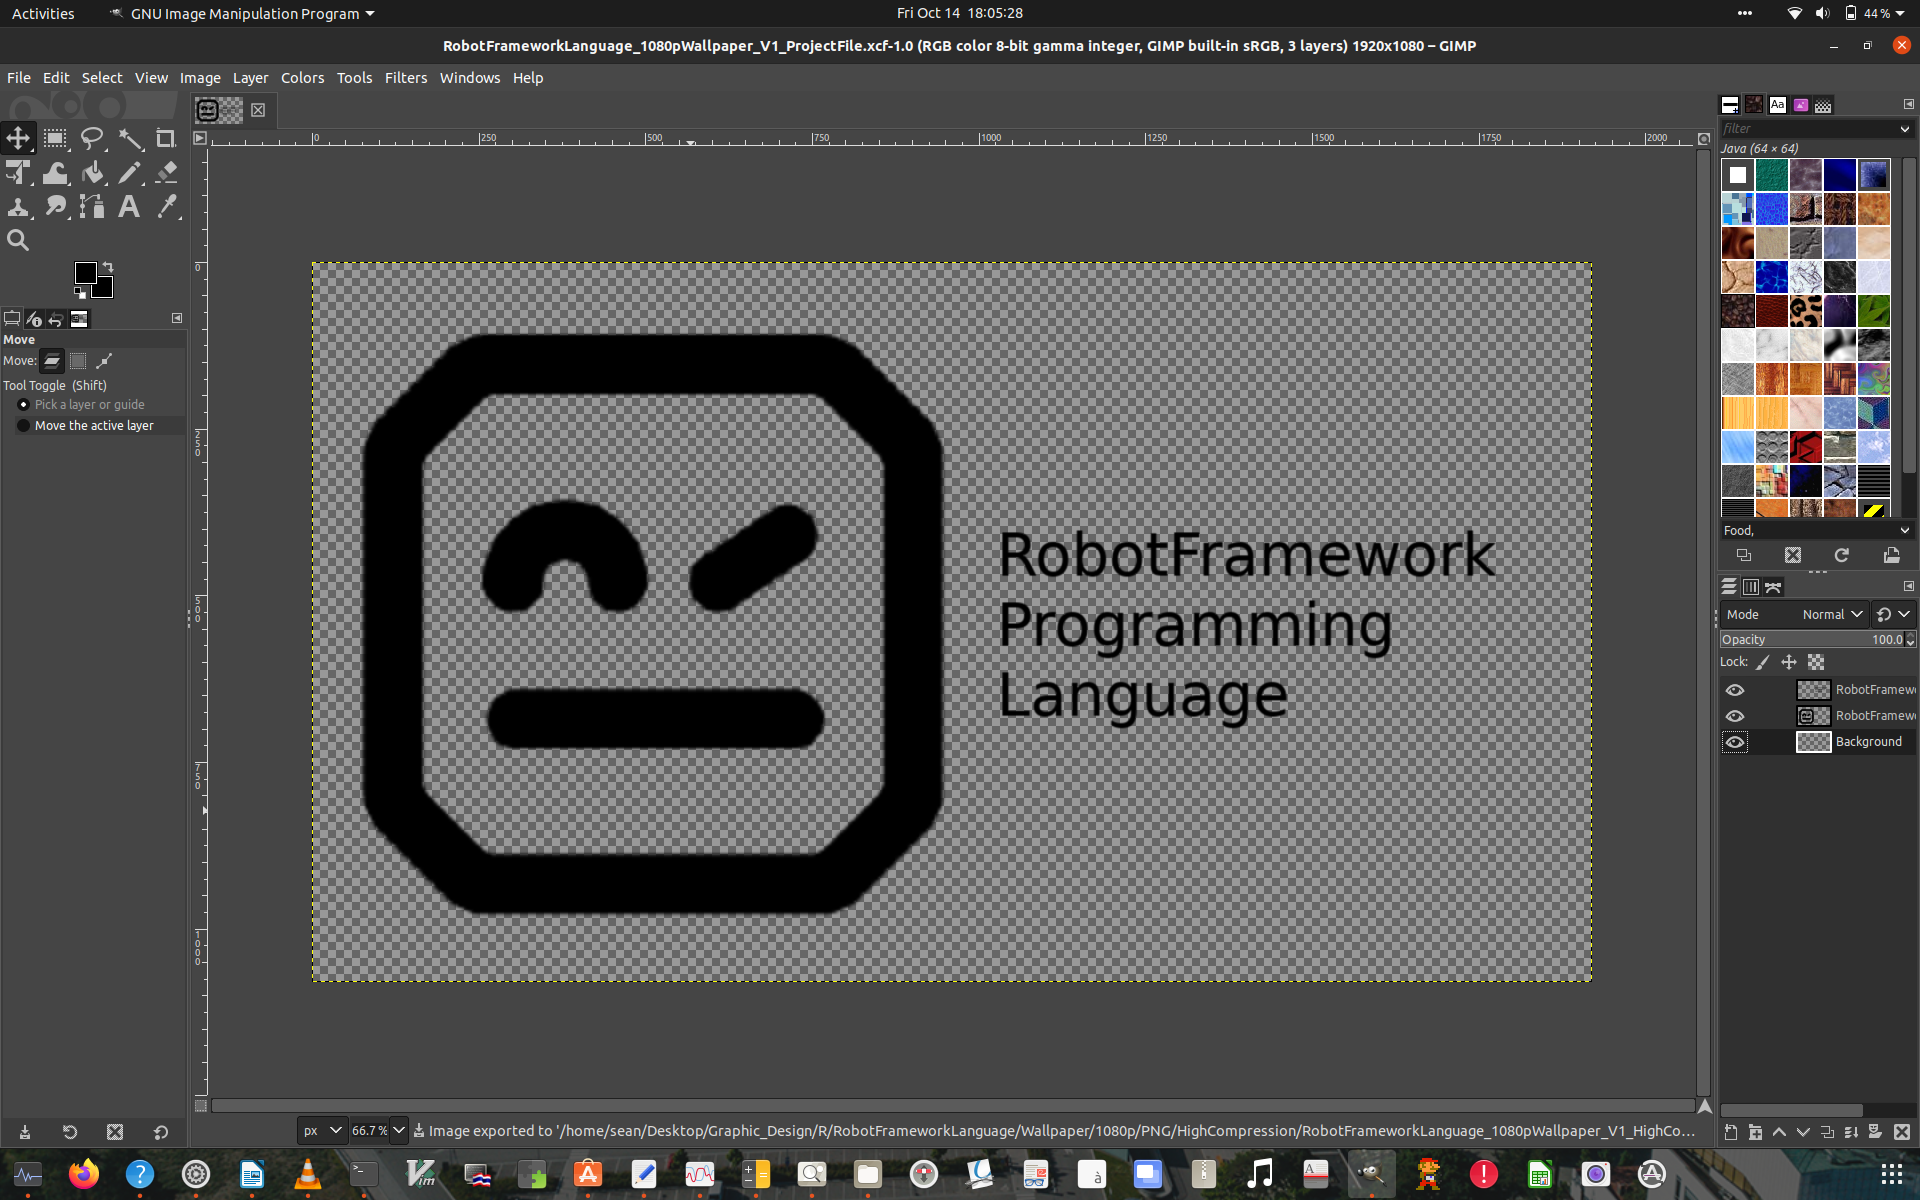 Activities
GNU Image Manipulation Program
Fri Oct 14 18:05:28
44 %
RobotFrameworkLanguage_1080pWallpaper_V1_ProjectFile.xcf-1.0 (RGB color 8-bit gamma integer, GIMP built-in sRGB, 3 layers) 1920x1080 – GIMP
File Edit Select View Image Layer Colors Tools Filters Windows Help
0 250 500 750 1000 1250 1500 1750 2000
0
250
500
750
1000
Move
Move:
Tool Toggle (Shift)
Pick a layer or guide
Move the active layer
RobotFramework
Programming
Language
filter
Java (64 × 64)
Food,
Mode Normal
Opacity 100.0
Lock:
RobotFramew
RobotFramew
Background
px 66.7 % Image exported to '/home/sean/Desktop/Graphic_Design/R/RobotFrameworkLanguage/Wallpaper/1080p/PNG/HighCompression/RobotFrameworkLanguage_1080pWallpaper_V1_HighCo...